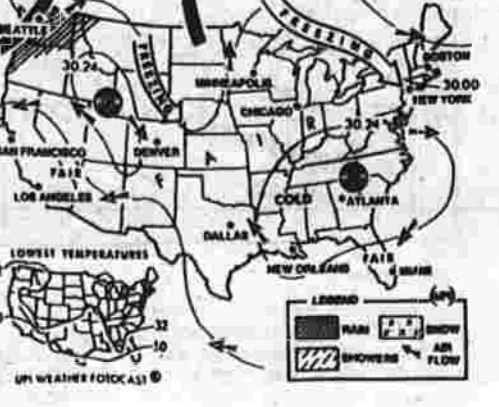 SEATTLE
FREEZING
BOSTON
30.24
FREEZING
30.00
MINNEAPOLIS
NEW YORK
CHICAGO
30.24
SAN FRANCISCO
DENVER
FAIR
FAIR
COLD
LOS ANGELES
ATLANTA
DALLAS
LOWEST TEMPERATURES
NEW ORLEANS
FAIR
MIAMI
LEGEND
(UPI)
RAIN
SNOW
32
SHOWERS
AIR
FLOW
10
UPI WEATHER FOTOCAST ©